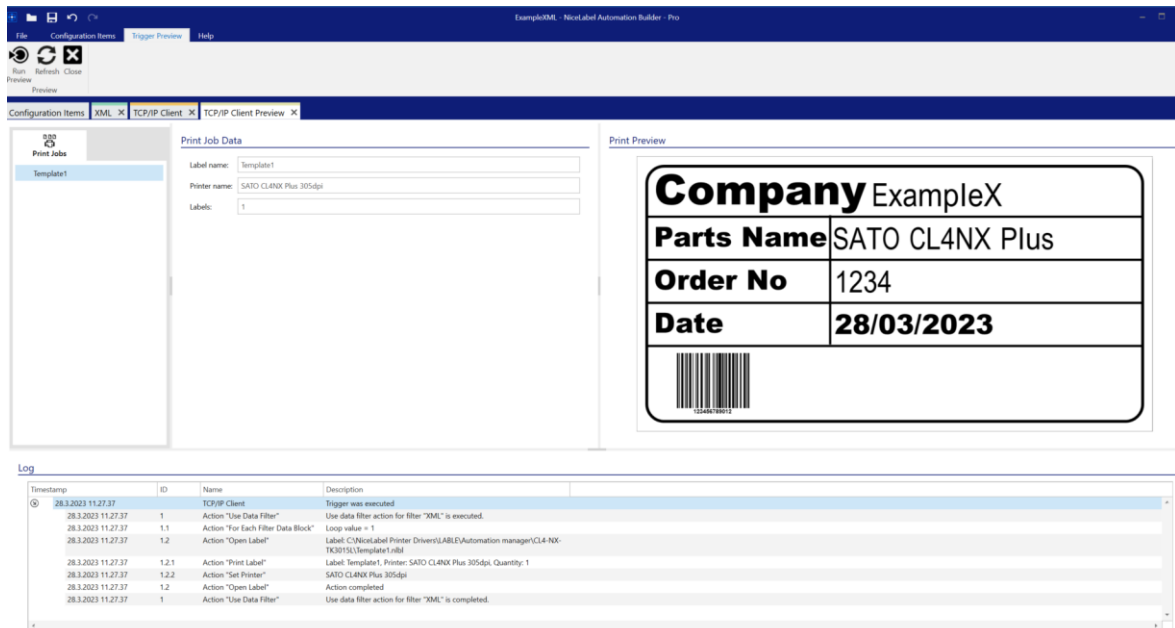 ExampleXML - NiceLabel Automation Builder - Pro
File Configuration Items Trigger Preview Help
Run Preview Refresh Close
Preview
Configuration Items XML TCP/IP Client TCP/IP Client Preview
Print Jobs
Template1
Print Job Data
Label name: Template1
Printer name: SATO CL4NX Plus 305dpi
Labels: 1
Print Preview
Company ExampleX
Parts Name SATO CL4NX Plus
Order No 1234
Date 28/03/2023
123456789012
Log
Timestamp ID Name Description
28.3.2023 11.27.37 TCP/IP Client Trigger was executed
28.3.2023 11.27.37 1 Action "Use Data Filter" Use data filter action for filter "XML" is executed.
28.3.2023 11.27.37 1.1 Action "For Each Filter Data Block" Loop value = 1
28.3.2023 11.27.37 1.2 Action "Open Label" Label: C:\NiceLabel Printer Drivers\LABLE\Automation manager\CL4-NX-
TK3015L\Template1.nlbl
28.3.2023 11.27.37 1.2.1 Action "Print Label" Label: Template1, Printer: SATO CL4NX Plus 305dpi, Quantity: 1
28.3.2023 11.27.37 1.2.2 Action "Set Printer" SATO CL4NX Plus 305dpi
28.3.2023 11.27.37 1.2 Action "Open Label" Action completed
28.3.2023 11.27.37 1 Action "Use Data Filter" Use data filter action for filter "XML" is completed.